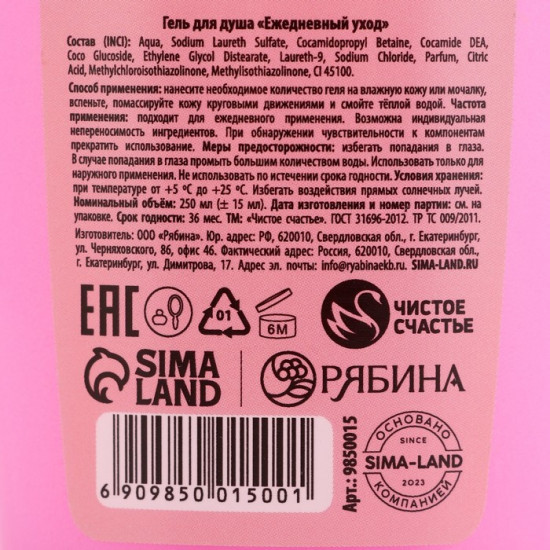 Гель для душа «Ежедневный уход»
Состав (INCI): Aqua, Sodium Laureth Sulfate, Cocamidopropyl Betaine, Cocamide DEA,
Coco Glucoside, Ethylene Glycol Distearate, Laureth-9, Sodium Chloride, Parfum, Citric
Acid, Methylchloroisothiazolinone, Methylisothiazolinone, CI 45100.
Способ применения: нанесите необходимое количество геля на влажную кожу или мочалку,
вспеньте, помассируйте кожу круговыми движениями и смойте тёплой водой. Частота
применения: подходит для ежедневного применения. Возможна индивидуальная
непереносимость ингредиентов. При обнаружении чувствительности к компонентам
прекратить использование. Меры предосторожности: избегать попадания в глаза.
В случае попадания в глаза промыть большим количеством воды. Использовать только для
наружного применения. Не использовать по истечении срока годности. Условия хранения:
при температуре от +5 °C до +25 °C. Избегать воздействия прямых солнечных лучей.
Номинальный объём: 250 мл (± 15 мл). Дата изготовления и номер партии: см. на
упаковке. Срок годности: 36 мес. ТМ: «Чистое счастье». ГОСТ 31696-2012. ТР ТС 009/2011.
Изготовитель: ООО «Рябина». Юр. адрес: РФ, 620010, Свердловская обл., г. Екатеринбург,
ул. Черняховского, 86, офис 46. Фактический адрес: Россия, 620010, Свердловская обл.,
г. Екатеринбург, ул. Димитрова, 17. Адрес эл. почты: info@ryabinaekb.ru. SIMA-LAND.RU
EAC
01
6M
ЧИСТОЕ
СЧАСТЬЕ
SIMA
LAND
РЯБИНА
6 909850 015001
Арт.: 9850015
ОСНОВАНО
SINCE
SIMA-LAND
2023
КОМПАНИЕЙ